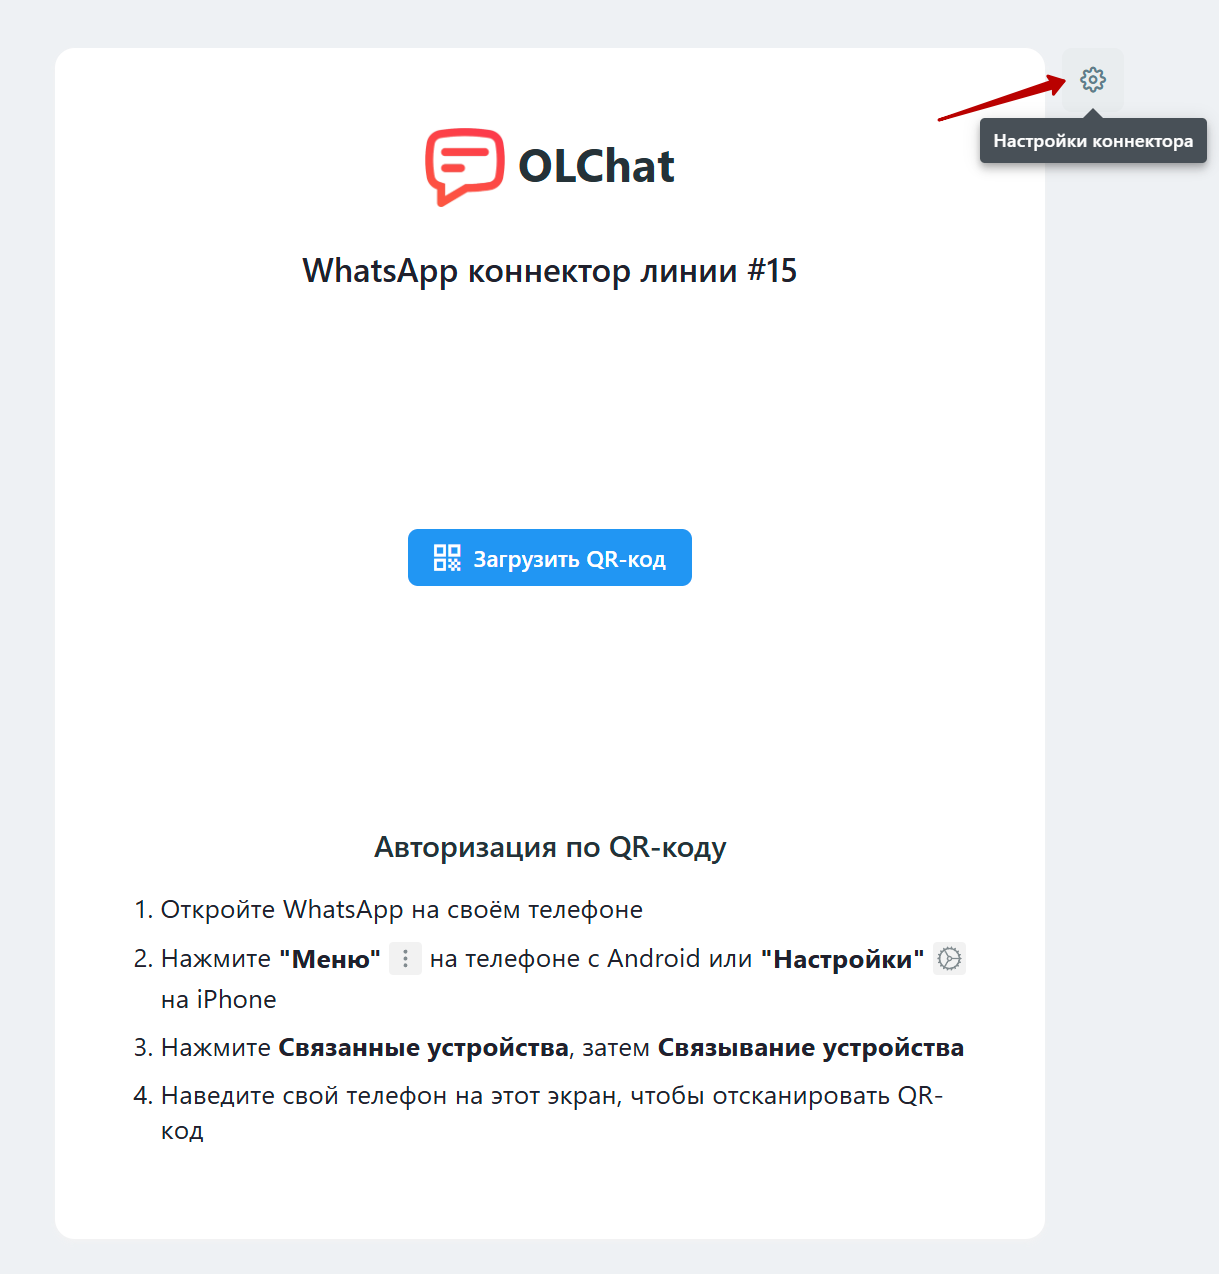 Настройки коннектора
OLChat
WhatsApp коннектор линии #15
Загрузить QR-код
Авторизация по QR-коду
1. Откройте WhatsApp на своём телефоне
2. Нажмите "Меню" на телефоне с Android или "Настройки"
на iPhone
3. Нажмите Связанные устройства, затем Связывание устройства
4. Наведите свой телефон на этот экран, чтобы отсканировать QR-
код